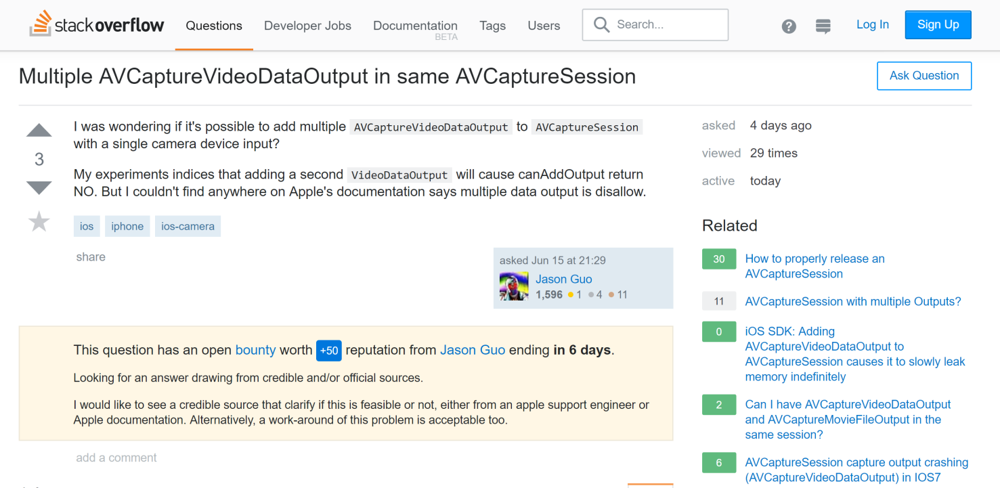 stackoverflow
Questions
Developer Jobs
Documentation
BETA
Tags
Users
Search...
?
Log In
Sign Up
Multiple AVCaptureVideoDataOutput in same AVCaptureSession
Ask Question
I was wondering if it's possible to add multiple AVCaptureVideoDataOutput to AVCaptureSession
with a single camera device input?
3
My experiments indices that adding a second VideoDataOutput will cause canAddOutput return
NO. But I couldn't find anywhere on Apple's documentation says multiple data output is disallow.
ios iphone ios-camera
share
asked Jun 15 at 21:29
Jason Guo
1,596 1 4 11
This question has an open bounty worth +50 reputation from Jason Guo ending in 6 days.
Looking for an answer drawing from credible and/or official sources.
I would like to see a credible source that clarify if this is feasible or not, either from an apple support engineer or
Apple documentation. Alternatively, a work-around of this problem is acceptable too.
add a comment
asked 4 days ago
viewed 29 times
active today
Related
30 How to properly release an
AVCaptureSession
11 AVCaptureSession with multiple Outputs?
0 iOS SDK: Adding
AVCaptureVideoDataOutput to
AVCaptureSession causes it to slowly leak
memory indefinitely
2 Can I have AVCaptureVideoDataOutput
and AVCaptureMovieFileOutput in the
same session?
6 AVCaptureSession capture output crashing
(AVCaptureVideoDataOutput) in IOS7